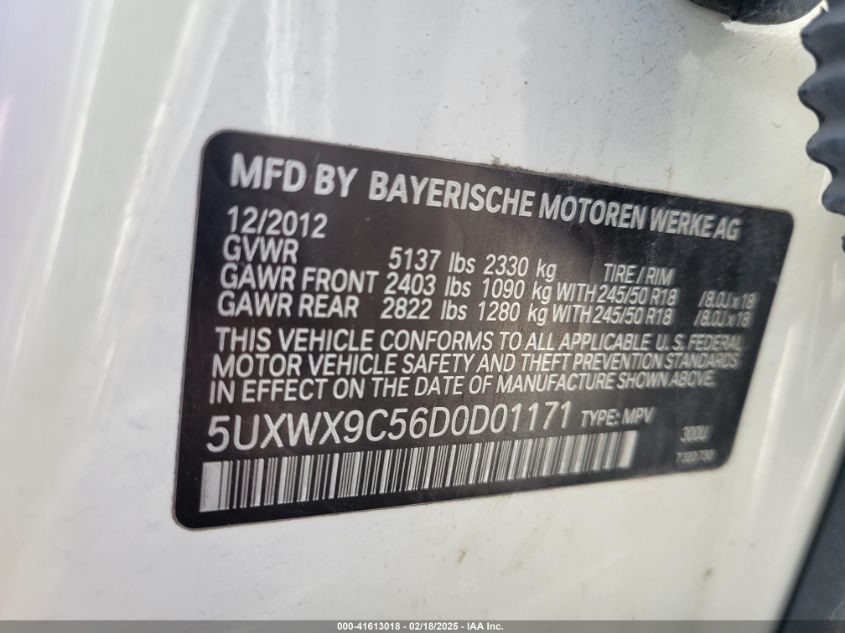 MFD BY BAYERISCHE MOTOREN WERKE AG
12/2012
GVWR 5137 lbs 2330 kg TIRE / RIM
GAWR FRONT 2403 lbs 1090 kg WITH 245/50 R18 / 8.0J x 18
GAWR REAR 2822 lbs 1280 kg WITH 245/50 R18 / 8.0J x 18
THIS VEHICLE CONFORMS TO ALL APPLICABLE U.S. FEDERAL
MOTOR VEHICLE SAFETY AND THEFT PREVENTION STANDARDS
IN EFFECT ON THE DATE OF MANUFACTURE SHOWN ABOVE.
5UXWX9C56D0D01171 TYPE: MPV
300U
000-41613018 - 02/18/2025 - © IAA Holdings, LLC